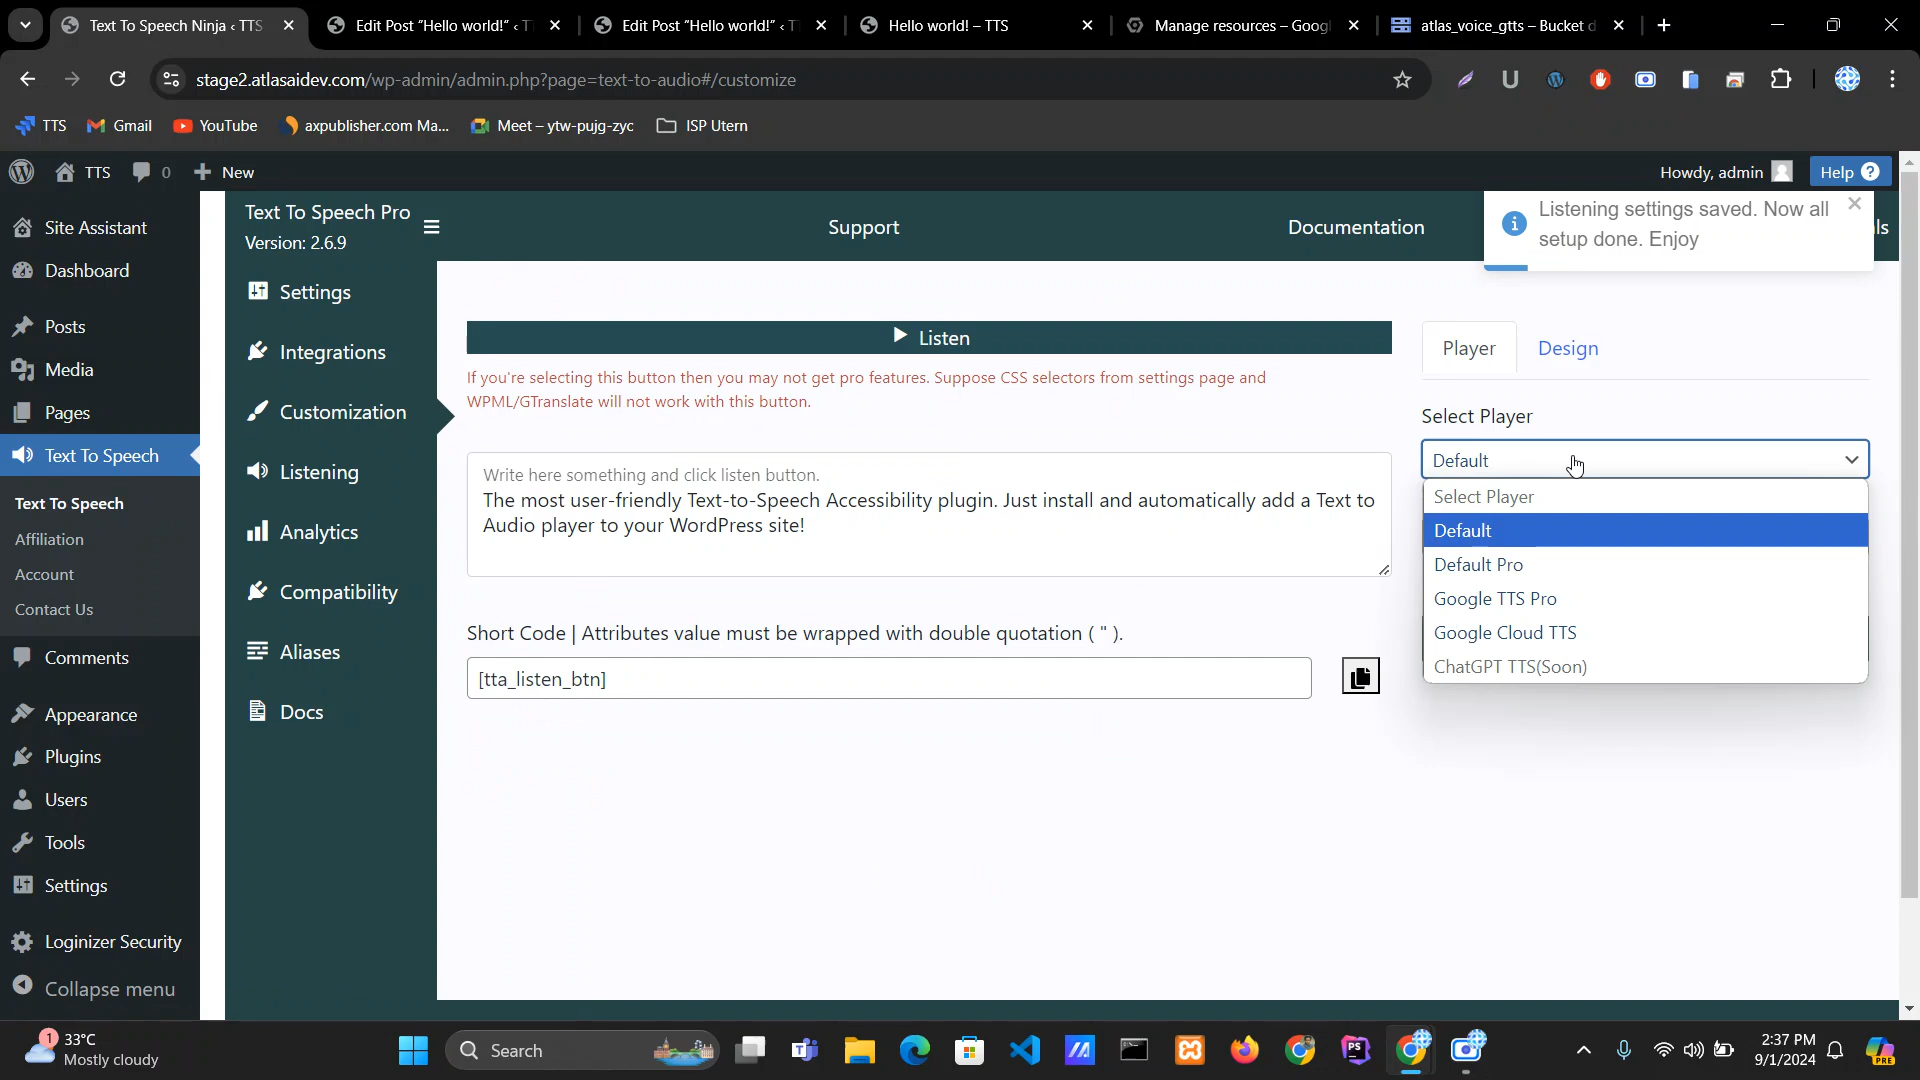 Text To Speech Ninja ‹ TTS
Edit Post "Hello world!" ‹ T
Edit Post "Hello world!" ‹ T
Hello world! – TTS
Manage resources – Goog
atlas_voice_gtts – Bucket d
stage2.atlasaidev.com/wp-admin/admin.php?page=text-to-audio#/customize
TTS
Gmail
YouTube
axpublisher.com Ma...
Meet – ytw-pujg-zyc
ISP Utern
TTS
0
New
Howdy, admin
Help
Site Assistant
Dashboard
Posts
Media
Pages
Text To Speech
Text To Speech
Affiliation
Account
Contact Us
Comments
Appearance
Plugins
Users
Tools
Settings
Loginizer Security
Collapse menu
Text To Speech Pro
Version: 2.6.9
Support
Documentation
ls
Listening settings saved. Now all
setup done. Enjoy
Settings
Integrations
Customization
Listening
Analytics
Compatibility
Aliases
Docs
Listen
If you're selecting this button then you may not get pro features. Suppose CSS selectors from settings page and
WPML/GTranslate will not work with this button.
Write here something and click listen button.
The most user-friendly Text-to-Speech Accessibility plugin. Just install and automatically add a Text to
Audio player to your WordPress site!
Short Code | Attributes value must be wrapped with double quotation ( " ).
[tta_listen_btn]
Player
Design
Select Player
Default
Select Player
Default
Default Pro
Google TTS Pro
Google Cloud TTS
ChatGPT TTS(Soon)
1
33°C
Mostly cloudy
Search
2:37 PM
9/1/2024
PRE